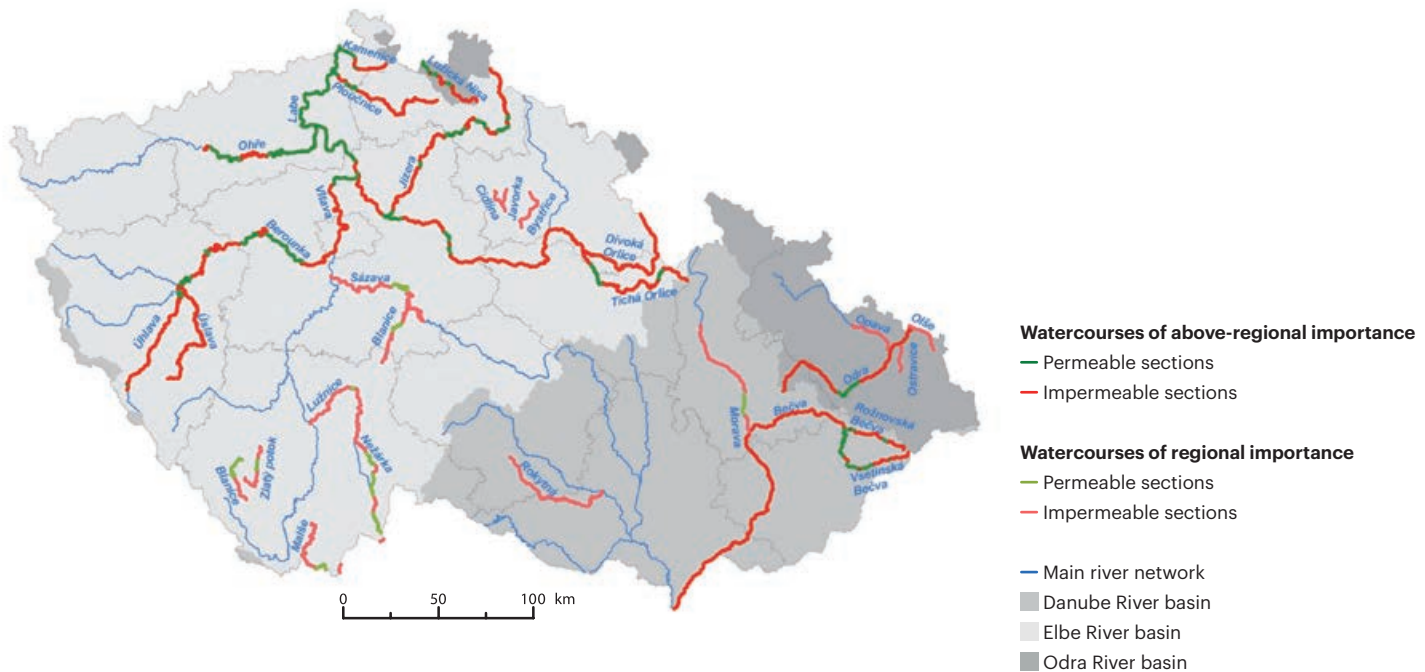 Kamenice
Lužická Nisa
Ploučnice
Labe
Ohře
Jizera
Vltava
Cidlina
Javorka
Bystřice
Berounka
Divoká
Orlice
Tichá Orlice
Sázava
Blanice
Úhlava
Úslava
Opava
Olše
Ostravice
Odra
Lužnice
Bečva
Rožnovská
Bečva
Morava
Nežárka
Vsetínská
Bečva
Blanice
Zlatý potok
Rokytná
Malše
0 50 100 km
Watercourses of above-regional importance
Permeable sections
Impermeable sections
Watercourses of regional importance
Permeable sections
Impermeable sections
Main river network
Danube River basin
Elbe River basin
Odra River basin